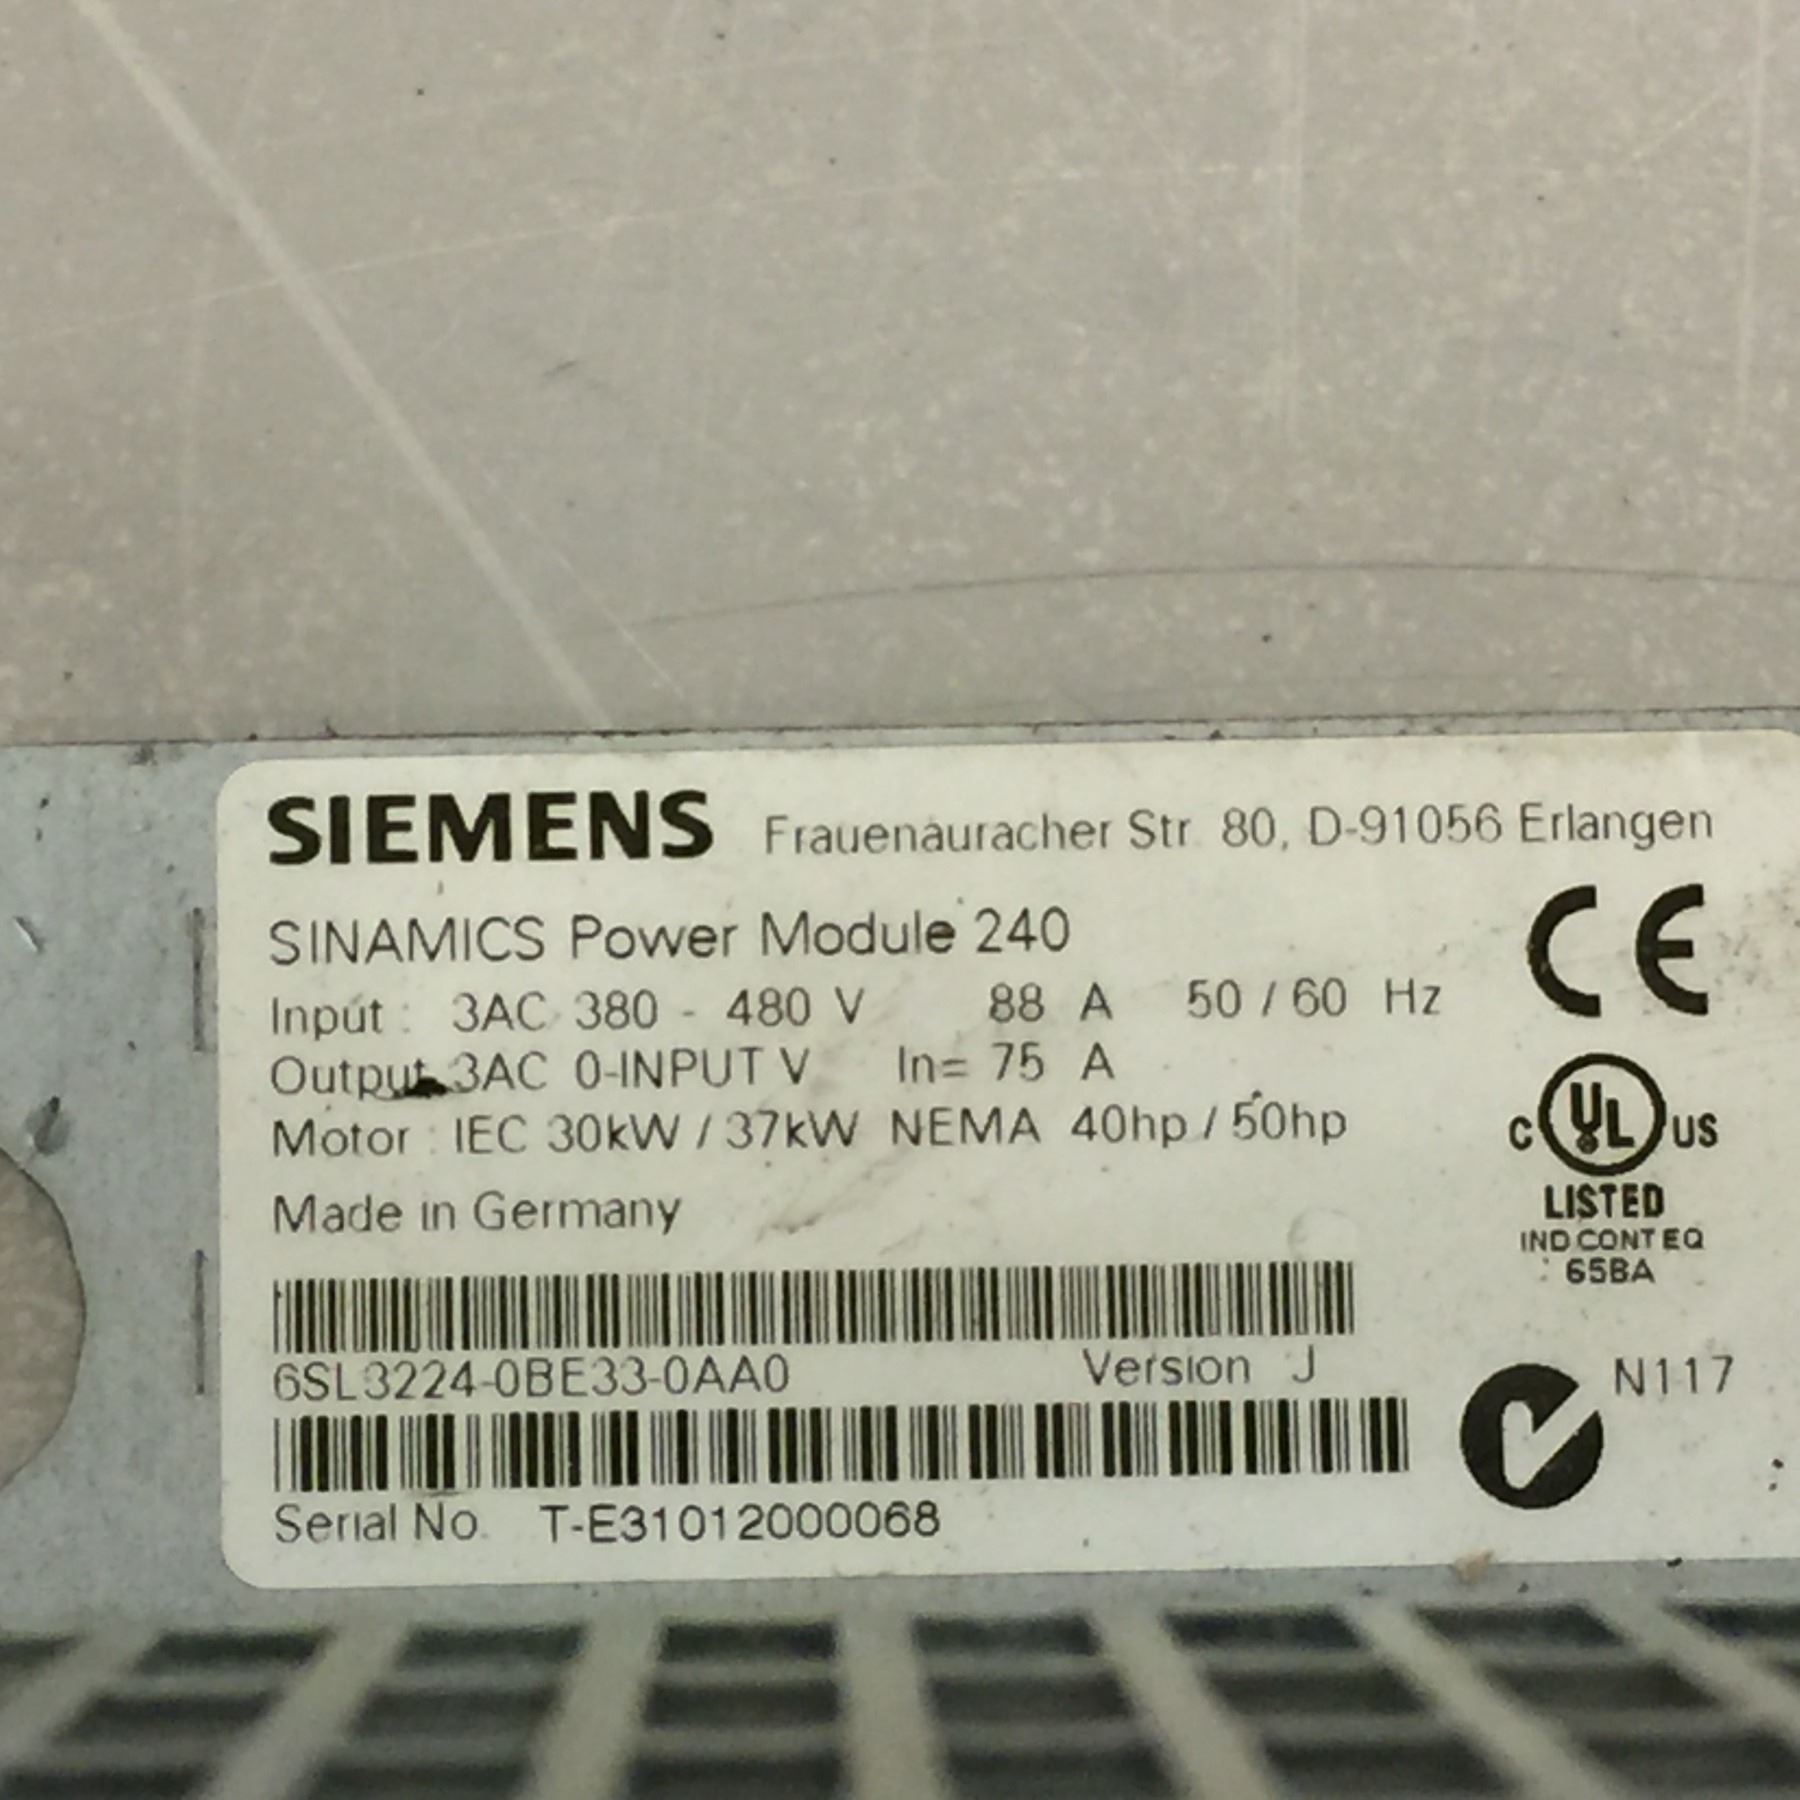 SIEMENS Frauenauracher Str. 80, D-91056 Erlangen
SINAMICS Power Module 240
Input : 3AC 380 - 480 V 88 A 50 / 60 Hz
Output 3AC 0-INPUT V In= 75 A
Motor : IEC 30kW / 37kW NEMA 40hp / 50hp
Made in Germany
CE
C UL US
LISTED
IND CONT EQ
65BA
6SL3224-0BE33-0AA0 Version J
N117
Serial No. T-E31012000068